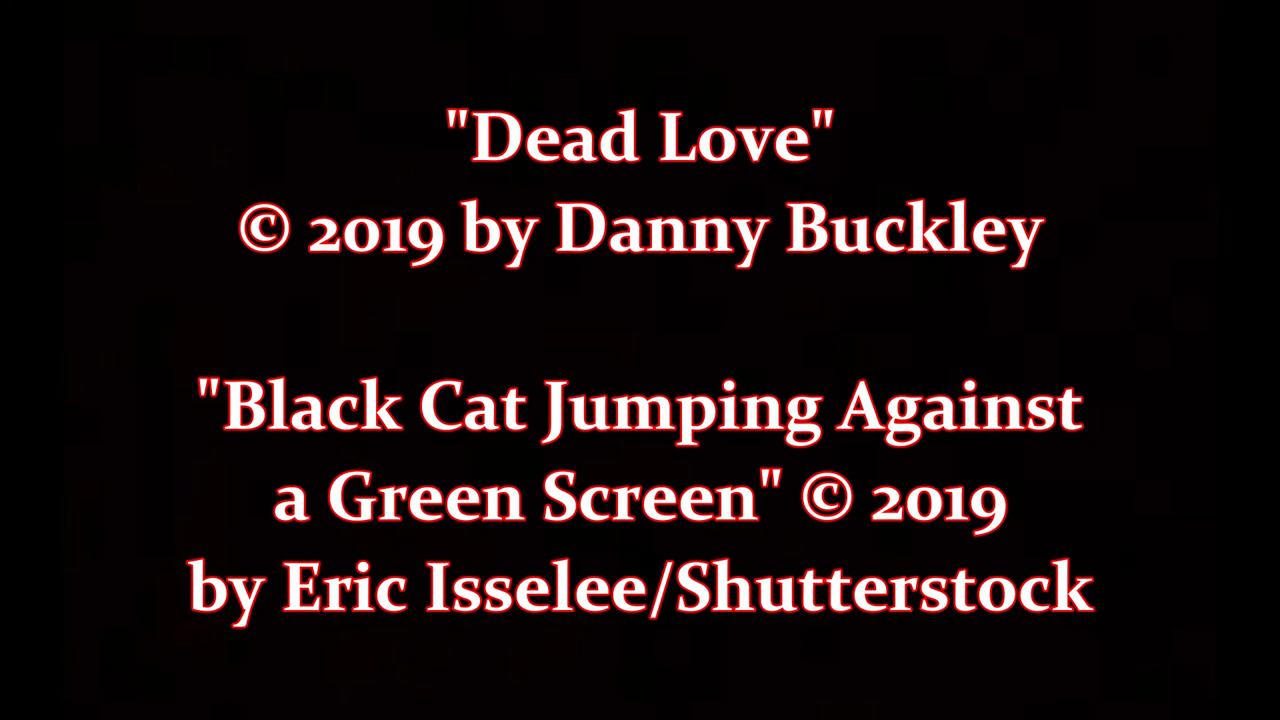 "Dead Love"
© 2019 by Danny Buckley
"Black Cat Jumping Against
a Green Screen" © 2019
by Eric Isselee/Shutterstock